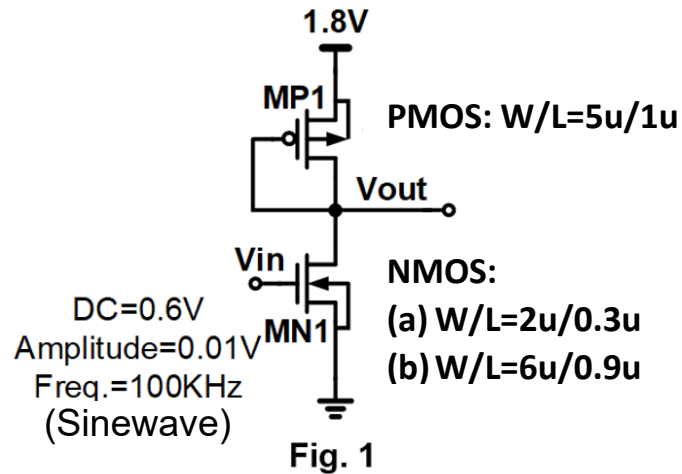 1.8V
MP1
PMOS: W/L=5u/1u
Vout
Vin
NMOS:
DC=0.6V
MN1
(a) W/L=2u/0.3u
Amplitude=0.01V
(b) W/L=6u/0.9u
Freq.=100KHz
(Sinewave)
Fig. 1